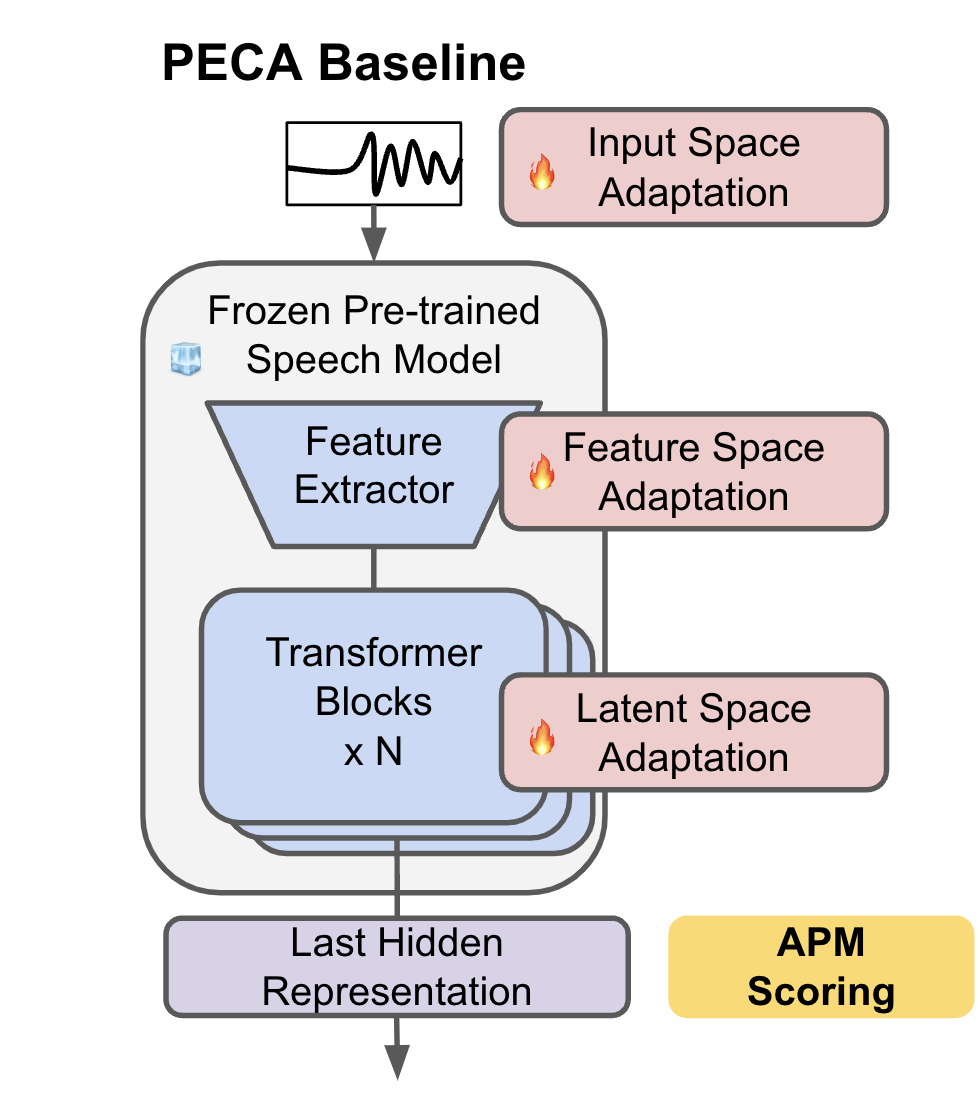 PECA Baseline
Input Space
Adaptation
Frozen Pre-trained
Speech Model
Feature
Extractor
Feature Space
Adaptation
Transformer
Blocks
x N
Latent Space
Adaptation
Last Hidden
Representation
APM
Scoring